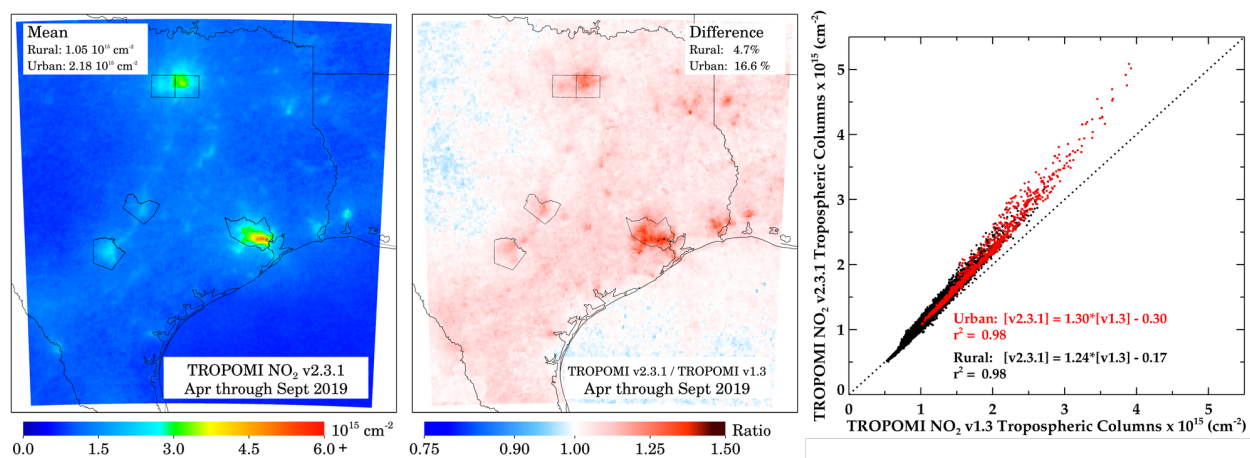 Mean
Rural: 1.05 10¹⁵ cm⁻²
Urban: 2.18 10¹⁵ cm⁻²
TROPOMI NO₂ v2.3.1
Apr through Sept 2019
0.0 1.5 3.0 4.5 6.0 + 10¹⁵ cm⁻²
Difference
Rural: 4.7%
Urban: 16.6 %
TROPOMI v2.3.1 / TROPOMI v1.3
Apr through Sept 2019
0.75 0.90 1.00 1.25 1.50 Ratio
TROPOMI NO₂ v2.3.1 Tropospheric Columns x 10¹⁵ (cm⁻²)
5
4
3
2
1
0
Urban: [v2.3.1] = 1.30*[v1.3] - 0.30
r² = 0.98
Rural: [v2.3.1] = 1.24*[v1.3] - 0.17
r² = 0.98
0 1 2 3 4 5
TROPOMI NO₂ v1.3 Tropospheric Columns x 10¹⁵ (cm⁻²)